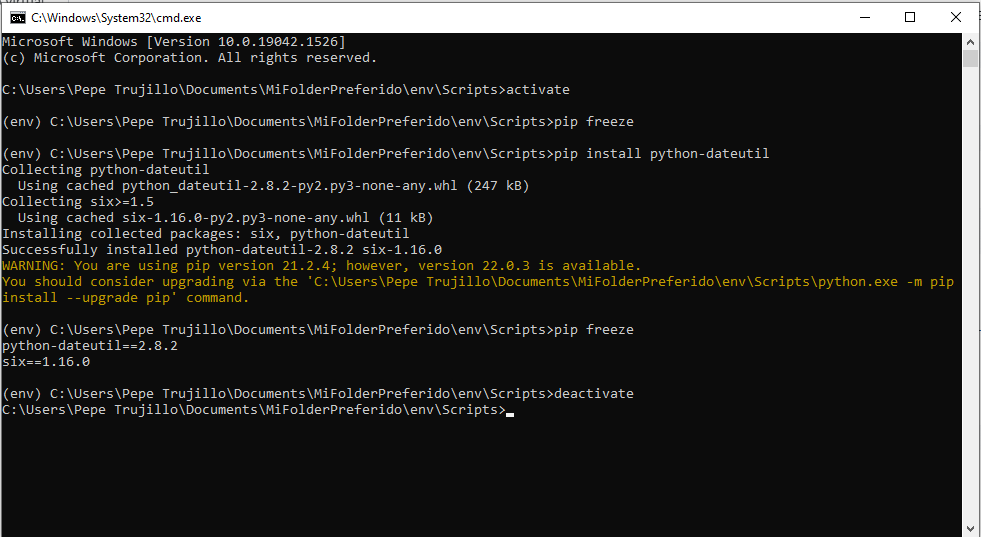 C:\Windows\System32\cmd.exe
Microsoft Windows [Version 10.0.19042.1526]
(c) Microsoft Corporation. All rights reserved.
C:\Users\Pepe Trujillo\Documents\MiFolderPreferido\env\Scripts>activate
(env) C:\Users\Pepe Trujillo\Documents\MiFolderPreferido\env\Scripts>pip freeze
(env) C:\Users\Pepe Trujillo\Documents\MiFolderPreferido\env\Scripts>pip install python-dateutil
Collecting python-dateutil
  Using cached python_dateutil-2.8.2-py2.py3-none-any.whl (247 kB)
Collecting six>=1.5
  Using cached six-1.16.0-py2.py3-none-any.whl (11 kB)
Installing collected packages: six, python-dateutil
Successfully installed python-dateutil-2.8.2 six-1.16.0
WARNING: You are using pip version 21.2.4; however, version 22.0.3 is available.
You should consider upgrading via the 'C:\Users\Pepe Trujillo\Documents\MiFolderPreferido\env\Scripts\python.exe -m pip
install --upgrade pip' command.
(env) C:\Users\Pepe Trujillo\Documents\MiFolderPreferido\env\Scripts>pip freeze
python-dateutil==2.8.2
six==1.16.0
(env) C:\Users\Pepe Trujillo\Documents\MiFolderPreferido\env\Scripts>deactivate
C:\Users\Pepe Trujillo\Documents\MiFolderPreferido\env\Scripts>